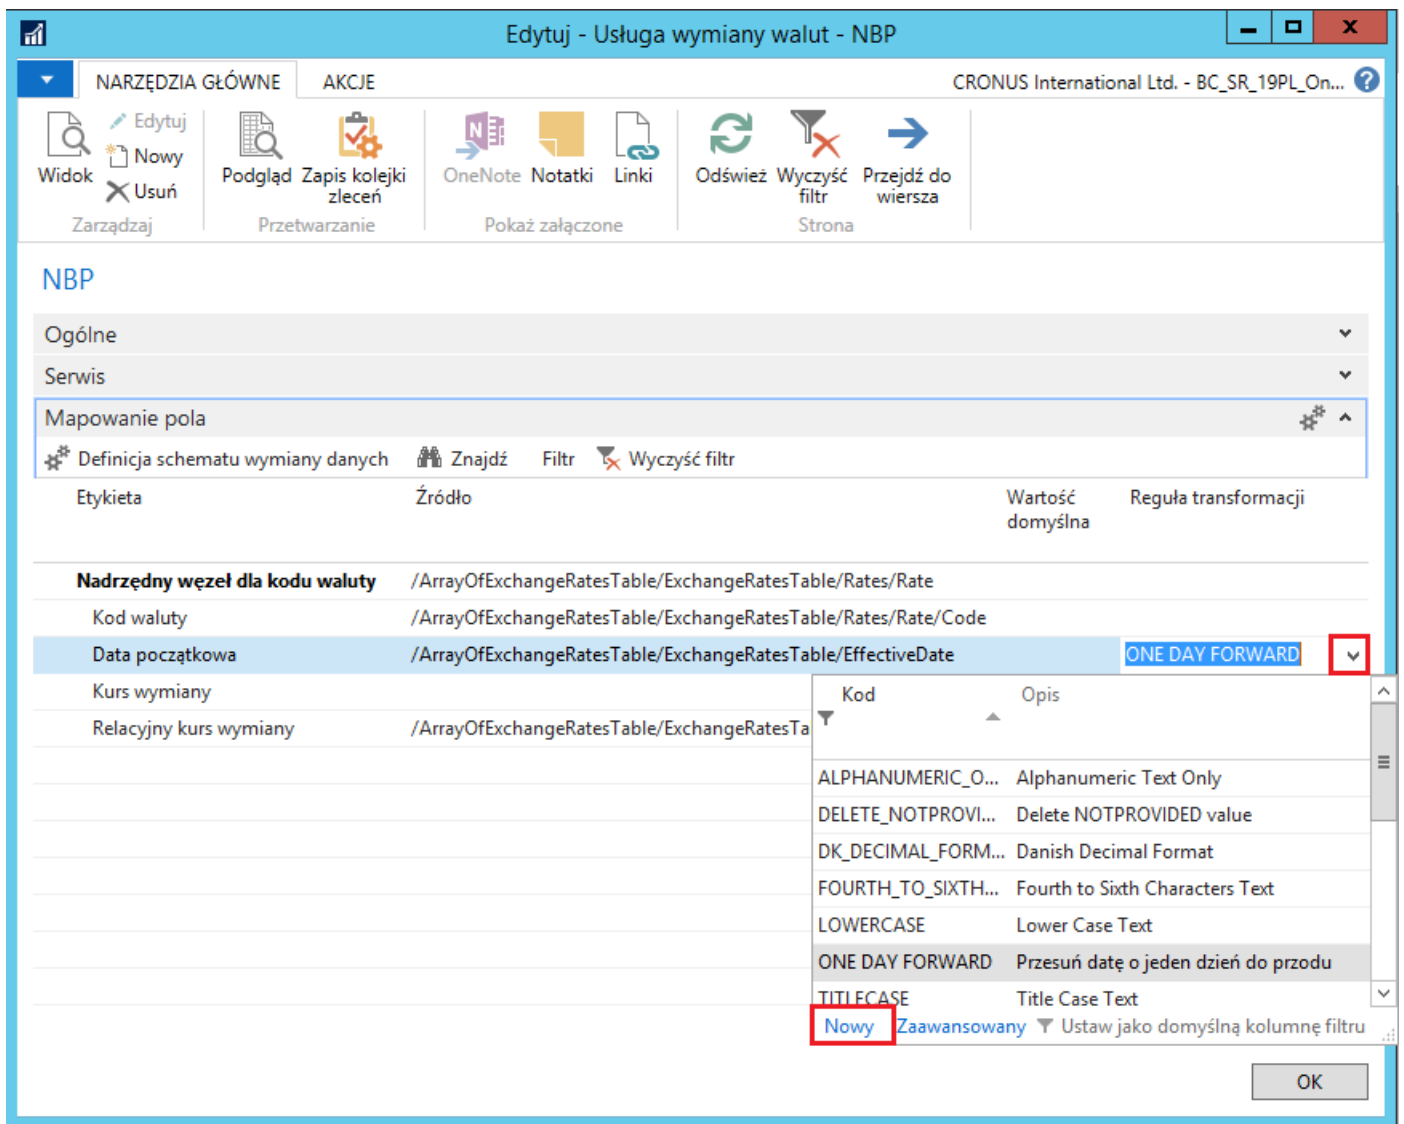 Edytuj - Usługa wymiany walut - NBP
NARZĘDZIA GŁÓWNE AKCJE CRONUS International Ltd. - BC_SR_19PL_On...
Widok
Edytuj
Nowy
Usuń
Zarządzaj
Podgląd
Zapis kolejki
zleceń
Przetwarzanie
OneNote
Notatki
Linki
Pokaż załączone
Odśwież
Wyczyść
filtr
Przejdź do
wiersza
Strona
NBP
Ogólne
Serwis
Mapowanie pola
Definicja schematu wymiany danych Znajdź Filtr Wyczyść filtr
Etykieta Źródło Wartość
domyślna Reguła transformacji
Nadrzędny węzeł dla kodu waluty /ArrayOfExchangeRatesTable/ExchangeRatesTable/Rates/Rate
Kod waluty /ArrayOfExchangeRatesTable/ExchangeRatesTable/Rates/Rate/Code
Data początkowa /ArrayOfExchangeRatesTable/ExchangeRatesTable/EffectiveDate ONE DAY FORWARD
Kurs wymiany
Relacyjny kurs wymiany /ArrayOfExchangeRatesTable/ExchangeRatesTa
Kod Opis
ALPHANUMERIC_O... Alphanumeric Text Only
DELETE_NOTPROVI... Delete NOTPROVIDED value
DK_DECIMAL_FORM... Danish Decimal Format
FOURTH_TO_SIXTH... Fourth to Sixth Characters Text
LOWERCASE Lower Case Text
ONE DAY FORWARD Przesuń datę o jeden dzień do przodu
TITLECASE Title Case Text
Nowy Zaawansowany Ustaw jako domyślną kolumnę filtru
OK